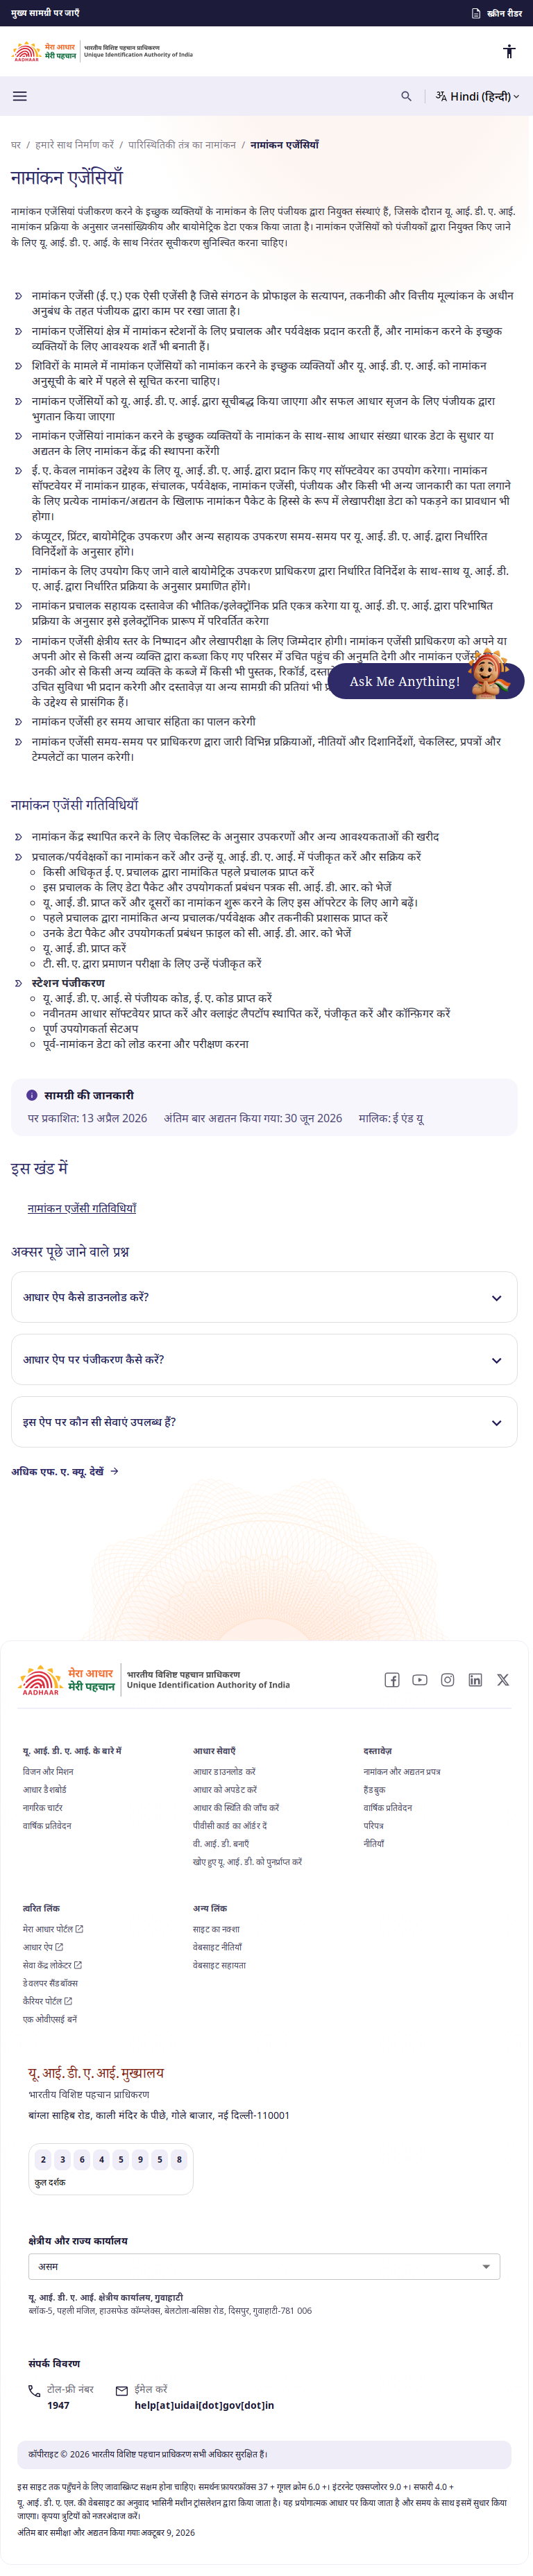 मुख्य सामग्री पर जाएँ
स्क्रीन रीडर
मेरा आधार
मेरी पहचान
AADHAAR
भारतीय विशिष्ट पहचान प्राधिकरण
Unique Identification Authority of India
Hindi (हिन्दी)
घर / हमारे साथ निर्माण करें / पारिस्थितिकी तंत्र का नामांकन / नामांकन एजेंसियाँ
नामांकन एजेंसियाँ
नामांकन एजेंसियां पंजीकरण करने के इच्छुक व्यक्तियों के नामांकन के लिए पंजीयक द्वारा नियुक्त संस्थाएं हैं, जिसके दौरान यू. आई. डी. ए. आई.
नामांकन प्रक्रिया के अनुसार जनसांख्यिकीय और बायोमेट्रिक डेटा एकत्र किया जाता है। नामांकन एजेंसियों को पंजीयकों द्वारा नियुक्त किए जाने
के लिए यू. आई. डी. ए. आई. के साथ निरंतर सूचीकरण सुनिश्चित करना चाहिए।
नामांकन एजेंसी (ई. ए.) एक ऐसी एजेंसी है जिसे संगठन के प्रोफाइल के सत्यापन, तकनीकी और वित्तीय मूल्यांकन के अधीन
अनुबंध के तहत पंजीयक द्वारा काम पर रखा जाता है।
नामांकन एजेंसियां क्षेत्र में नामांकन स्टेशनों के लिए प्रचालक और पर्यवेक्षक प्रदान करती हैं, और नामांकन करने के इच्छुक
व्यक्तियों के लिए आवश्यक शर्तें भी बनाती हैं।
शिविरों के मामले में नामांकन एजेंसियों को नामांकन करने के इच्छुक व्यक्तियों और यू. आई. डी. ए. आई. को नामांकन
अनुसूची के बारे में पहले से सूचित करना चाहिए।
नामांकन एजेंसियों को यू. आई. डी. ए. आई. द्वारा सूचीबद्ध किया जाएगा और सफल आधार सृजन के लिए पंजीयक द्वारा
भुगतान किया जाएगा
नामांकन एजेंसियां नामांकन करने के इच्छुक व्यक्तियों के नामांकन के साथ-साथ आधार संख्या धारक डेटा के सुधार या
अद्यतन के लिए नामांकन केंद्र की स्थापना करेंगी
ई. ए. केवल नामांकन उद्देश्य के लिए यू. आई. डी. ए. आई. द्वारा प्रदान किए गए सॉफ्टवेयर का उपयोग करेगा। नामांकन
सॉफ्टवेयर में नामांकन ग्राहक, संचालक, पर्यवेक्षक, नामांकन एजेंसी, पंजीयक और किसी भी अन्य जानकारी का पता लगाने
के लिए प्रत्येक नामांकन/अद्यतन के खिलाफ नामांकन पैकेट के हिस्से के रूप में लेखापरीक्षा डेटा को पकड़ने का प्रावधान भी
होगा।
कंप्यूटर, प्रिंटर, बायोमेट्रिक उपकरण और अन्य सहायक उपकरण समय-समय पर यू. आई. डी. ए. आई. द्वारा निर्धारित
विनिर्देशों के अनुसार होंगे।
नामांकन के लिए उपयोग किए जाने वाले बायोमेट्रिक उपकरण प्राधिकरण द्वारा निर्धारित विनिर्देश के साथ-साथ यू. आई. डी.
ए. आई. द्वारा निर्धारित प्रक्रिया के अनुसार प्रमाणित होंगे।
नामांकन प्रचालक सहायक दस्तावेज की भौतिक/इलेक्ट्रॉनिक प्रति एकत्र करेगा या यू. आई. डी. ए. आई. द्वारा परिभाषित
प्रक्रिया के अनुसार इसे इलेक्ट्रॉनिक प्रारूप में परिवर्तित करेगा
नामांकन एजेंसी क्षेत्रीय स्तर के निष्पादन और लेखापरीक्षा के लिए जिम्मेदार होगी। नामांकन एजेंसी प्राधिकरण को अपने या
अपनी ओर से किसी अन्य व्यक्ति द्वारा कब्जा किए गए परिसर में उचित पहुंच की अनुमति देगी और नामांकन एजेंसी
उनकी ओर से किसी अन्य व्यक्ति के कब्जे में किसी भी पुस्तक, रिकॉर्ड,
उचित सुविधा भी प्रदान करेगी और दस्तावेज़ या अन्य सामग्री की प्रतियां भी
के उद्देश्य से प्रासंगिक हैं।
Ask Me Anything!
नामांकन एजेंसी हर समय आचार संहिता का पालन करेगी
नामांकन एजेंसी समय-समय पर प्राधिकरण द्वारा जारी विभिन्न प्रक्रियाओं, नीतियों और दिशानिर्देशों, चेकलिस्ट, प्रपत्रों और
टेम्पलेटों का पालन करेगी।
नामांकन एजेंसी गतिविधियाँ
नामांकन केंद्र स्थापित करने के लिए चेकलिस्ट के अनुसार उपकरणों और अन्य आवश्यकताओं की खरीद
प्रचालक/पर्यवेक्षकों का नामांकन करें और उन्हें यू. आई. डी. ए. आई. में पंजीकृत करें और सक्रिय करें
किसी अधिकृत ई. ए. प्रचालक द्वारा नामांकित पहले प्रचालक प्राप्त करें
इस प्रचालक के लिए डेटा पैकेट और उपयोगकर्ता प्रबंधन पत्रक सी. आई. डी. आर. को भेजें
यू. आई. डी. प्राप्त करें और दूसरों का नामांकन शुरू करने के लिए इस ऑपरेटर के लिए आगे बढ़ें।
पहले प्रचालक द्वारा नामांकित अन्य प्रचालक/पर्यवेक्षक और तकनीकी प्रशासक प्राप्त करें
उनके डेटा पैकेट और उपयोगकर्ता प्रबंधन फ़ाइल को सी. आई. डी. आर. को भेजें
यू. आई. डी. प्राप्त करें
टी. सी. ए. द्वारा प्रमाणन परीक्षा के लिए उन्हें पंजीकृत करें
स्टेशन पंजीकरण
यू. आई. डी. ए. आई. से पंजीयक कोड, ई. ए. कोड प्राप्त करें
नवीनतम आधार सॉफ्टवेयर प्राप्त करें और क्लाइंट लैपटॉप स्थापित करें, पंजीकृत करें और कॉन्फ़िगर करें
पूर्ण उपयोगकर्ता सेटअप
पूर्व-नामांकन डेटा को लोड करना और परीक्षण करना
सामग्री की जानकारी
पर प्रकाशित: 13 अप्रैल 2026 अंतिम बार अद्यतन किया गया: 30 जून 2026 मालिक: ई एंड यू
इस खंड में
नामांकन एजेंसी गतिविधियाँ
अक्सर पूछे जाने वाले प्रश्न
आधार ऐप कैसे डाउनलोड करें?
आधार ऐप पर पंजीकरण कैसे करें?
इस ऐप पर कौन सी सेवाएं उपलब्ध हैं?
अधिक एफ. ए. क्यू. देखें
मेरा आधार
मेरी पहचान
AADHAAR
भारतीय विशिष्ट पहचान प्राधिकरण
Unique Identification Authority of India
यू. आई. डी. ए. आई. के बारे में
विजन और मिशन
आधार डैशबोर्ड
नागरिक चार्टर
वार्षिक प्रतिवेदन
आधार सेवाएँ
आधार डाउनलोड करें
आधार को अपडेट करें
आधार की स्थिति की जाँच करें
पीवीसी कार्ड का ऑर्डर दें
वी. आई. डी. बनाएँ
खोए हुए यू. आई. डी. को पुनर्प्राप्त करें
दस्तावेज़
नामांकन और अद्यतन प्रपत्र
हैंडबुक
वार्षिक प्रतिवेदन
परिपत्र
नीतियाँ
त्वरित लिंक
मेरा आधार पोर्टल
आधार ऐप
सेवा केंद्र लोकेटर
डेवलपर सैंडबॉक्स
कैरियर पोर्टल
एक ओवीएसई बनें
अन्य लिंक
साइट का नक्शा
वेबसाइट नीतियाँ
वेबसाइट सहायता
यू. आई. डी. ए. आई. मुख्यालय
भारतीय विशिष्ट पहचान प्राधिकरण
बांग्ला साहिब रोड, काली मंदिर के पीछे, गोले बाजार, नई दिल्ली-110001
2 3 6 4 5 9 5 8
कुल दर्शक
क्षेत्रीय और राज्य कार्यालय
असम
यू. आई. डी. ए. आई. क्षेत्रीय कार्यालय, गुवाहाटी
ब्लॉक-5, पहली मंजिल, हाउसफेड कॉम्प्लेक्स, बेलटोला-बसिष्ठा रोड, दिसपुर, गुवाहाटी-781 006
संपर्क विवरण
टोल-फ्री नंबर
1947
ईमेल करें
help[at]uidai[dot]gov[dot]in
कॉपीराइट © 2026 भारतीय विशिष्ट पहचान प्राधिकरण सभी अधिकार सुरक्षित हैं।
इस साइट तक पहुँचने के लिए जावास्क्रिप्ट सक्षम होना चाहिए। समर्थनः फ़ायरफ़ॉक्स 37 + गूगल क्रोम 6.0 +। इंटरनेट एक्सप्लोरर 9.0 +। सफारी 4.0 +
यू. आई. डी. ए. एल. की वेबसाइट का अनुवाद भाषिनी मशीन ट्रांसलेशन द्वारा किया जाता है। यह प्रयोगात्मक आधार पर किया जाता है और समय के साथ इसमें सुधार किया
जाएगा। कृपया त्रुटियों को नजरअंदाज करें।
अंतिम बार समीक्षा और अद्यतन किया गयाःअक्टूबर 9, 2026